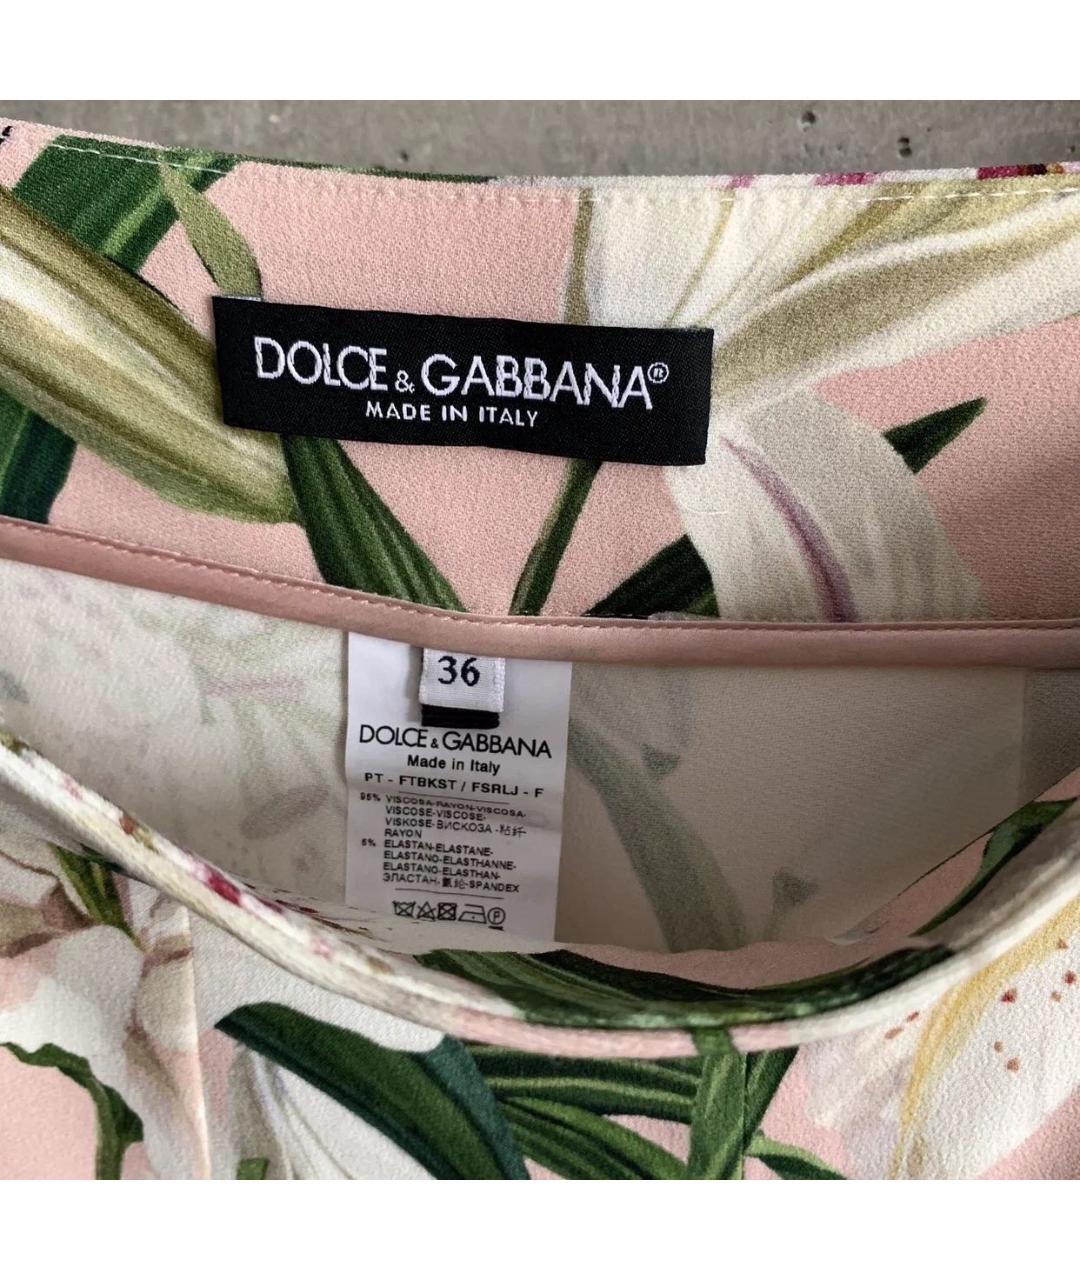 DOLCE & GABBANA®
MADE IN ITALY
36
DOLCE & GABBANA
Made in Italy
PT - FTBKST / FSRLJ - F
95% VISCOSA-RAYON-VISCOSA-
VISCOSE-VISCOSE-
VISKOSE-ВИСКОЗА-粘纤
RAYON
5% ELASTAN-ELASTANE-
ELASTANO-ELASTHANNE-
ELASTANO-ELASTHAN-
ЭЛАСТАН-氨纶-SPANDEX
P